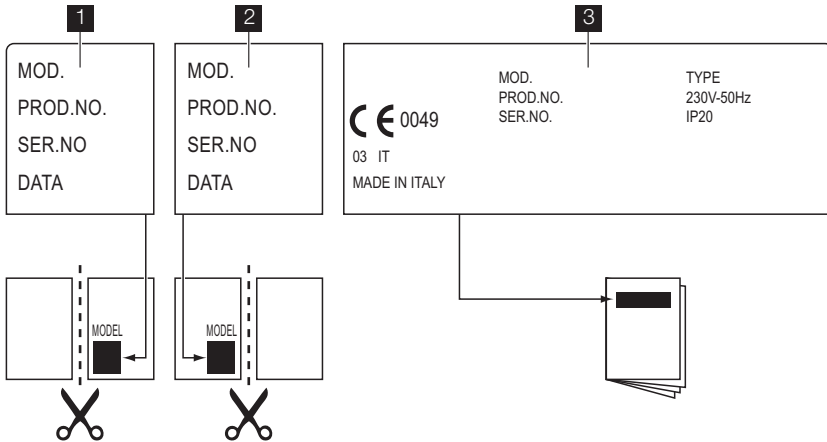 1
2
3
MOD.
PROD.NO.
SER.NO
DATA
MOD.
PROD.NO.
SER.NO
DATA
CE 0049
03 IT
MADE IN ITALY
MOD.
PROD.NO.
SER.NO.
TYPE
230V-50Hz
IP20
MODEL
MODEL